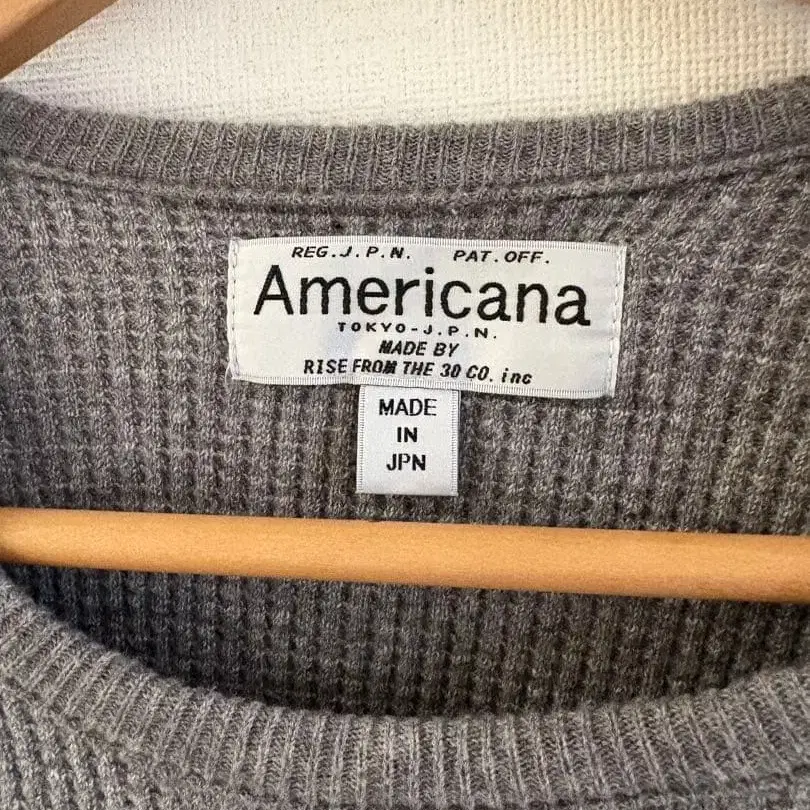 REG.J.P.N. PAT.OFF.
Americana
TOKYO-J.P.N.
MADE BY
RISE FROM THE 30 CO. inc
MADE
IN
JPN